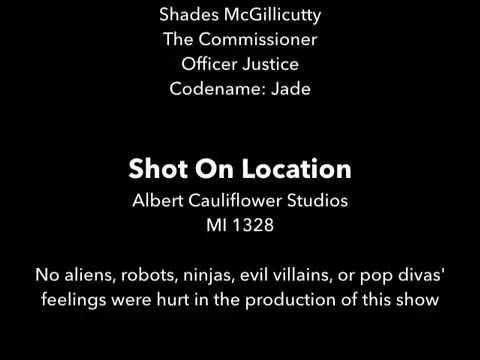 Shades McGillicutty
The Commissioner
Officer Justice
Codename: Jade
Shot On Location
Albert Cauliflower Studios
MI 1328
No aliens, robots, ninjas, evil villains, or pop divas'
feelings were hurt in the production of this show